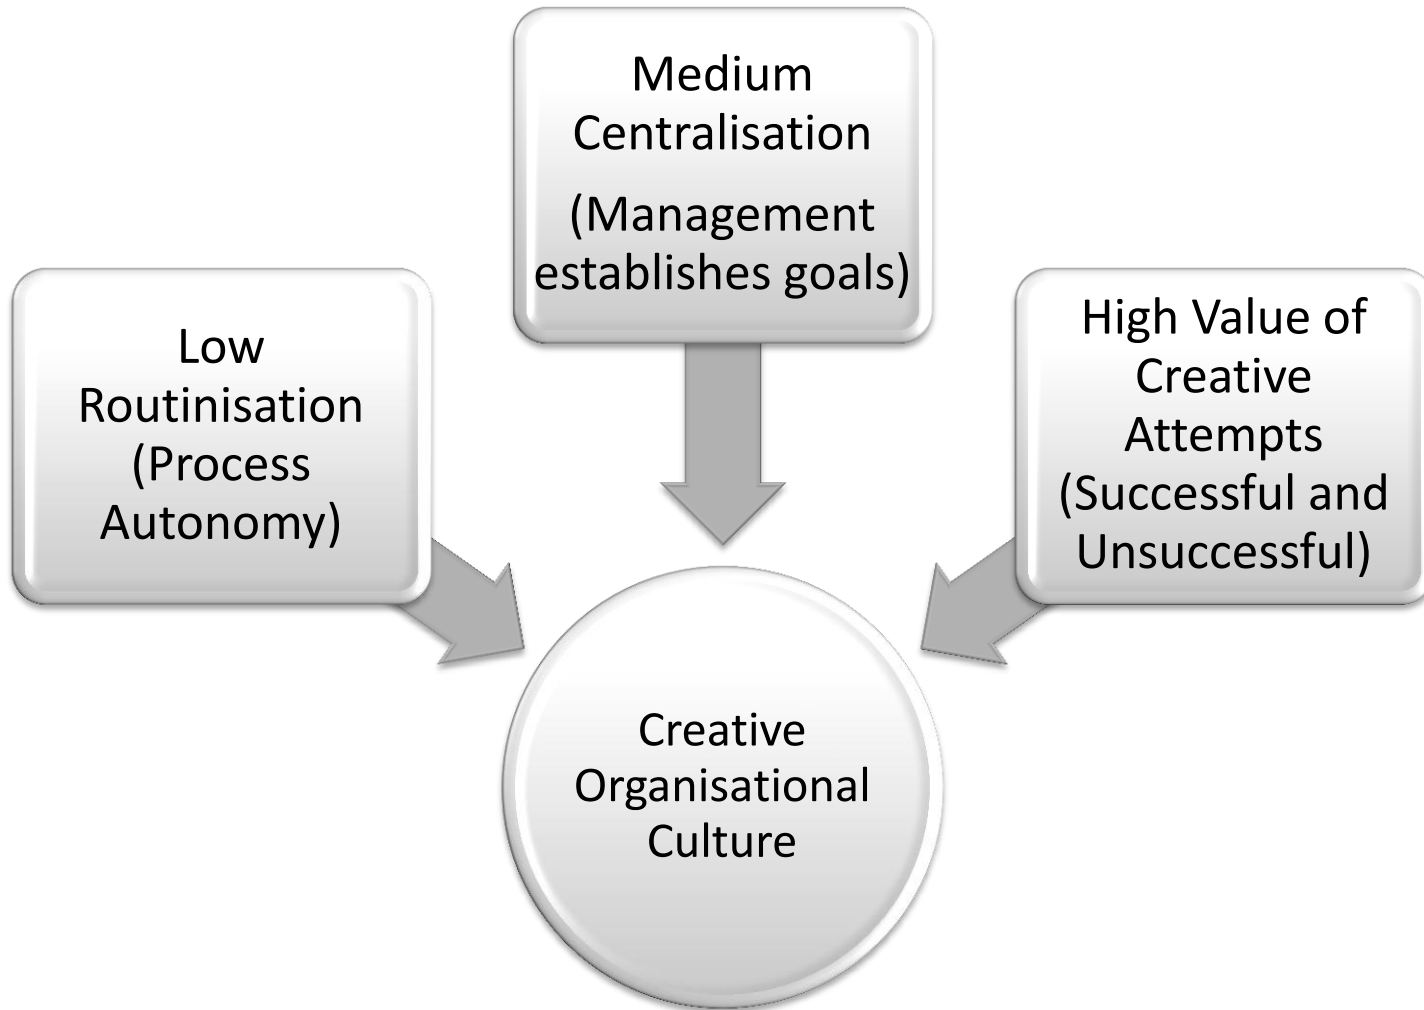 Medium
Centralisation
(Management
establishes goals)
Low
Routinisation
(Process
Autonomy)
High Value of
Creative
Attempts
(Successful and
Unsuccessful)
Creative
Organisational
Culture